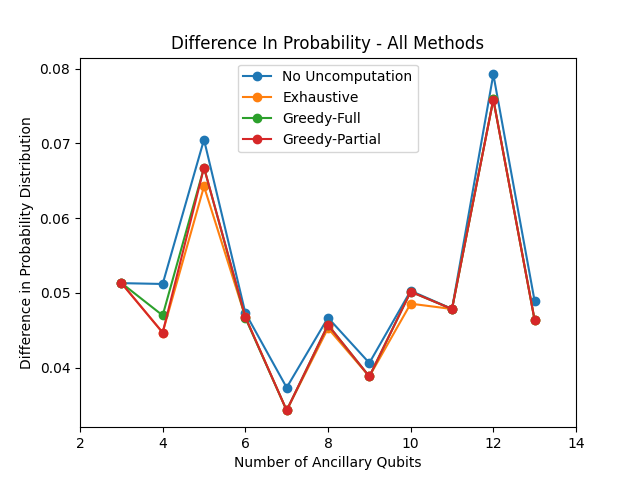 Difference In Probability - All Methods
No Uncomputation
Exhaustive
Greedy-Full
Greedy-Partial
Difference in Probability Distribution
0.08
0.07
0.06
0.05
0.04
2 4 6 8 10 12 14
Number of Ancillary Qubits